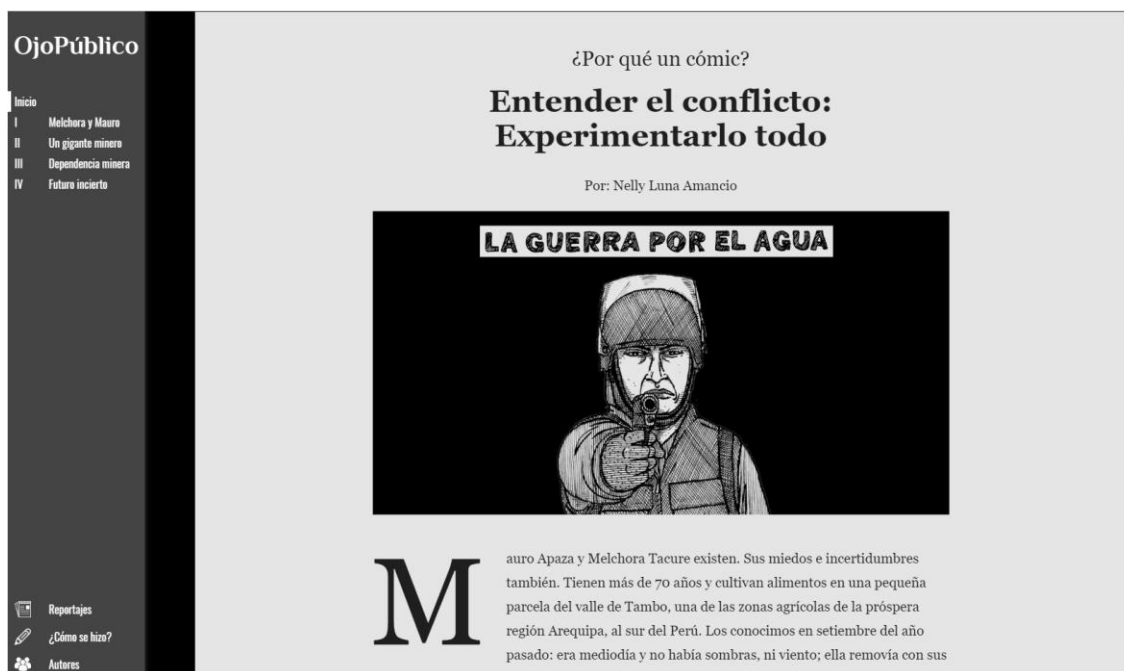 OjoPúblico
Inicio
I Melchora y Mauro
II Un gigante minero
III Dependencia minera
IV Futuro incierto
Reportajes
¿Cómo se hizo?
Autores
¿Por qué un cómic?
Entender el conflicto:
Experimentarlo todo
Por: Nelly Luna Amancio
LA GUERRA POR EL AGUA
Mauro Apaza y Melchora Tacure existen. Sus miedos e incertidumbres
también. Tienen más de 70 años y cultivan alimentos en una pequeña
parcela del valle de Tambo, una de las zonas agrícolas de la próspera
región Arequipa, al sur del Perú. Los conocimos en setiembre del año
pasado: era mediodía y no había sombras, ni viento; ella removía con sus